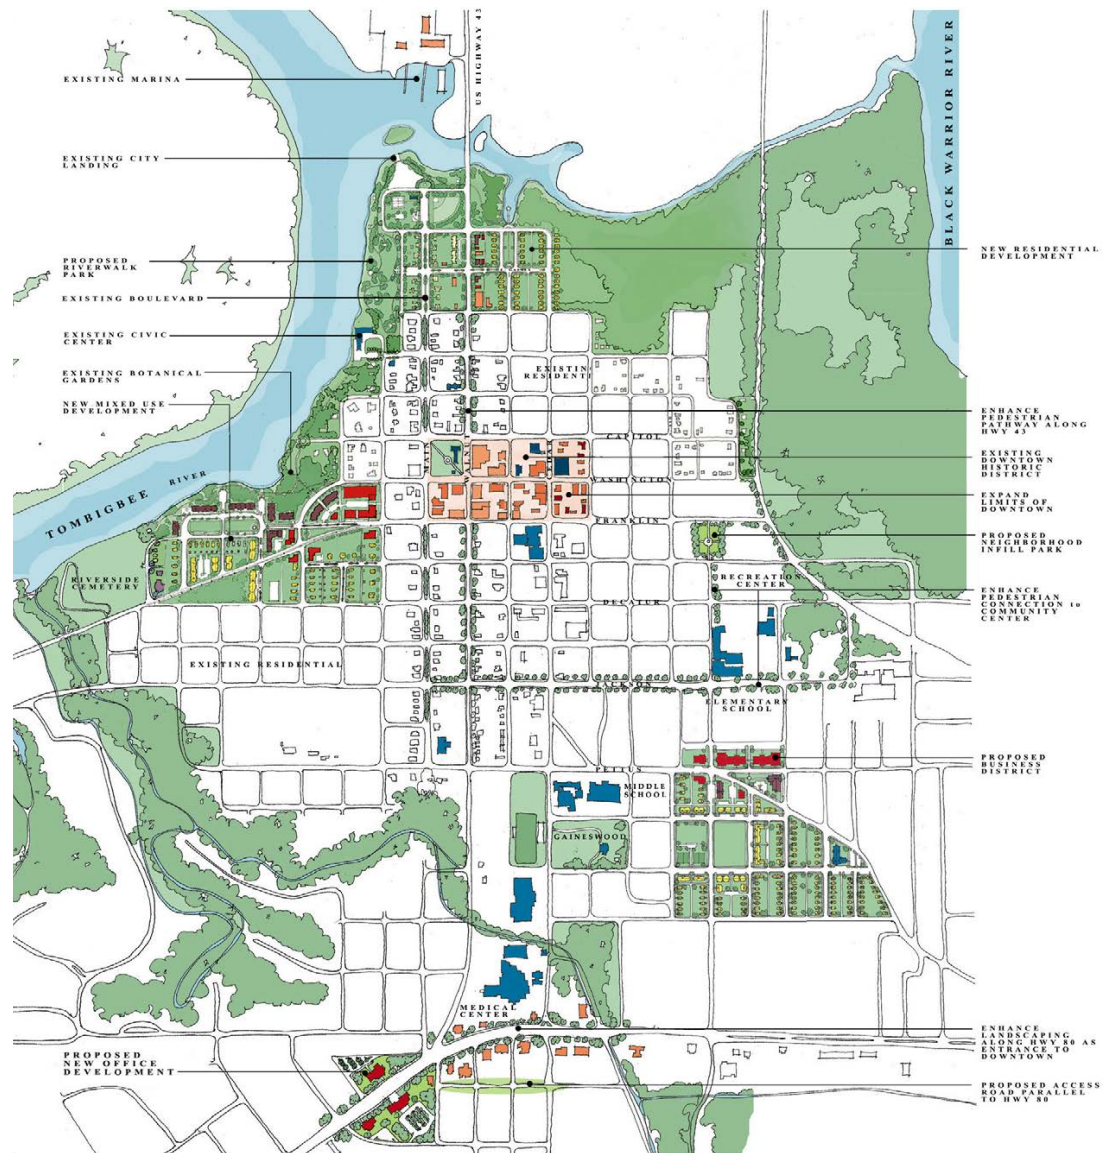 US HIGHWAY 43
BLACK WARRIOR RIVER
EXISTING MARINA
EXISTING CITY
LANDING
PROPOSED
RIVERWALK
PARK
EXISTING BOULEVARD
EXISTING CIVIC
CENTER
EXISTING BOTANICAL
GARDENS
NEW MIXED USE
DEVELOPMENT
TOMBIGBEE RIVER
RIVERSIDE
CEMETERY
EXISTING RESIDENTIAL
PROPOSED
NEW OFFICE
DEVELOPMENT
EXISTIN
RESIDENTI
MAIN
CAPITOL
WASHINGTON
FRANKLIN
DECATUR
JACKSON
PETTUS
RECREATION
CENTER
ELEMENTARY
SCHOOL
MIDDLE
SCHOOL
GAINESWOOD
MEDICAL
CENTER
NEW RESIDENTIAL
DEVELOPMENT
ENHANCE
PEDESTRIAN
PATHWAY ALONG
HWY 43
EXISTING
DOWNTOWN
HISTORIC
DISTRICT
EXPAND
LIMITS OF
DOWNTOWN
PROPOSED
NEIGHBORHOOD
INFILL PARK
ENHANCE
PEDESTRIAN
CONNECTION to
COMMUNITY
CENTER
PROPOSED
BUSINESS
DISTRICT
ENHANCE
LANDSCAPING
ALONG HWY 80 AS
ENTRANCE TO
DOWNTOWN
PROPOSED ACCESS
ROAD PARALLEL
TO HWY 80